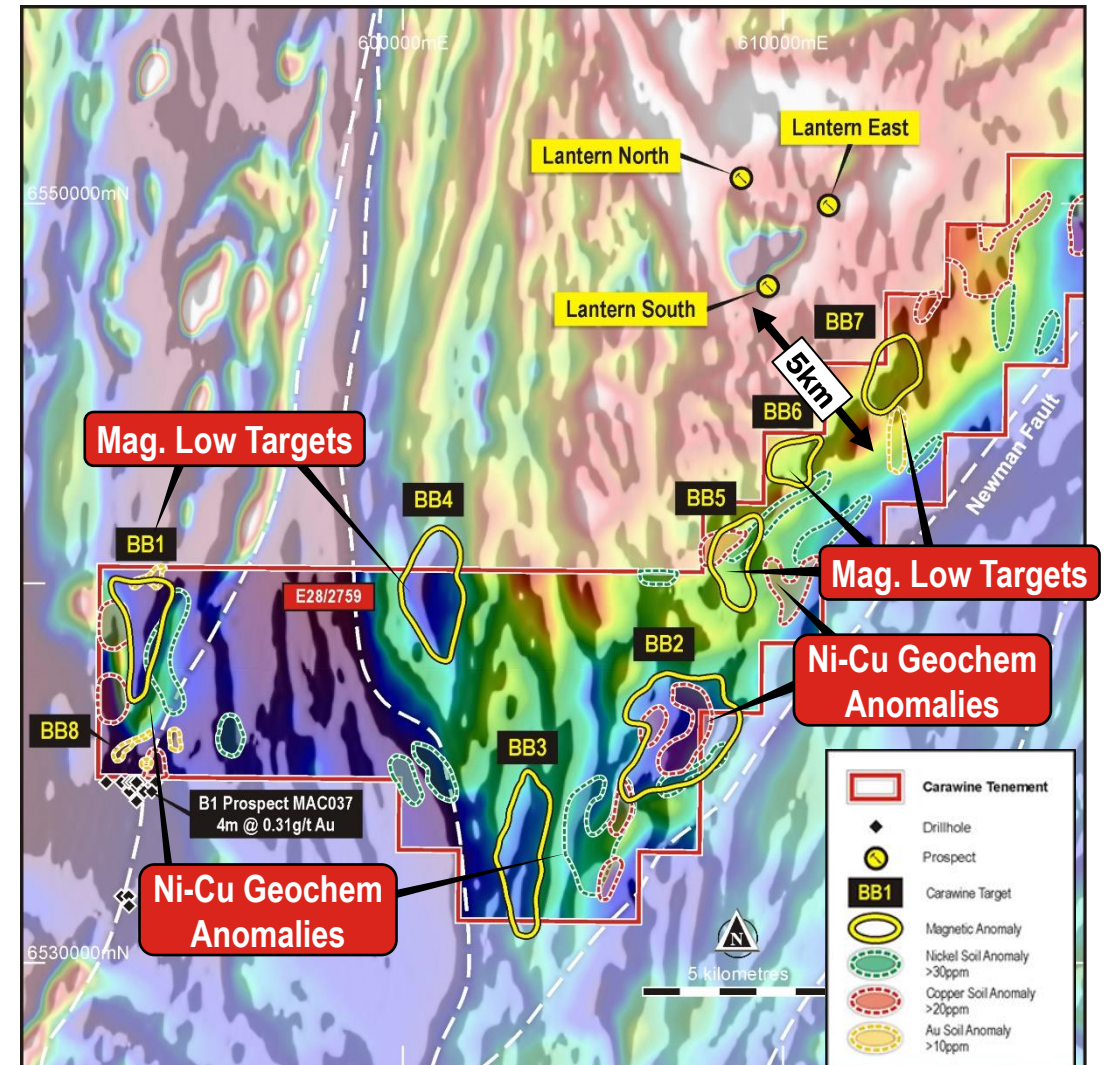 600000mE
610000mE
Lantern East
Lantern North
6550000mN
Lantern South
BB7
5km
BB6
Mag. Low Targets
BB4
BB5
Newman Fault
BB1
E28/2759
Mag. Low Targets
BB2
Ni-Cu Geochem
Anomalies
BB8
BB3
B1 Prospect MAC037
4m @ 0.31g/t Au
Ni-Cu Geochem
Anomalies
6530000mN
N
5 kilometres
Carawine Tenement
Drillhole
Prospect
BB1
Carawine Target
Magnetic Anomaly
Nickel Soil Anomaly
>30ppm
Copper Soil Anomaly
>20ppm
Au Soil Anomaly
>10ppm